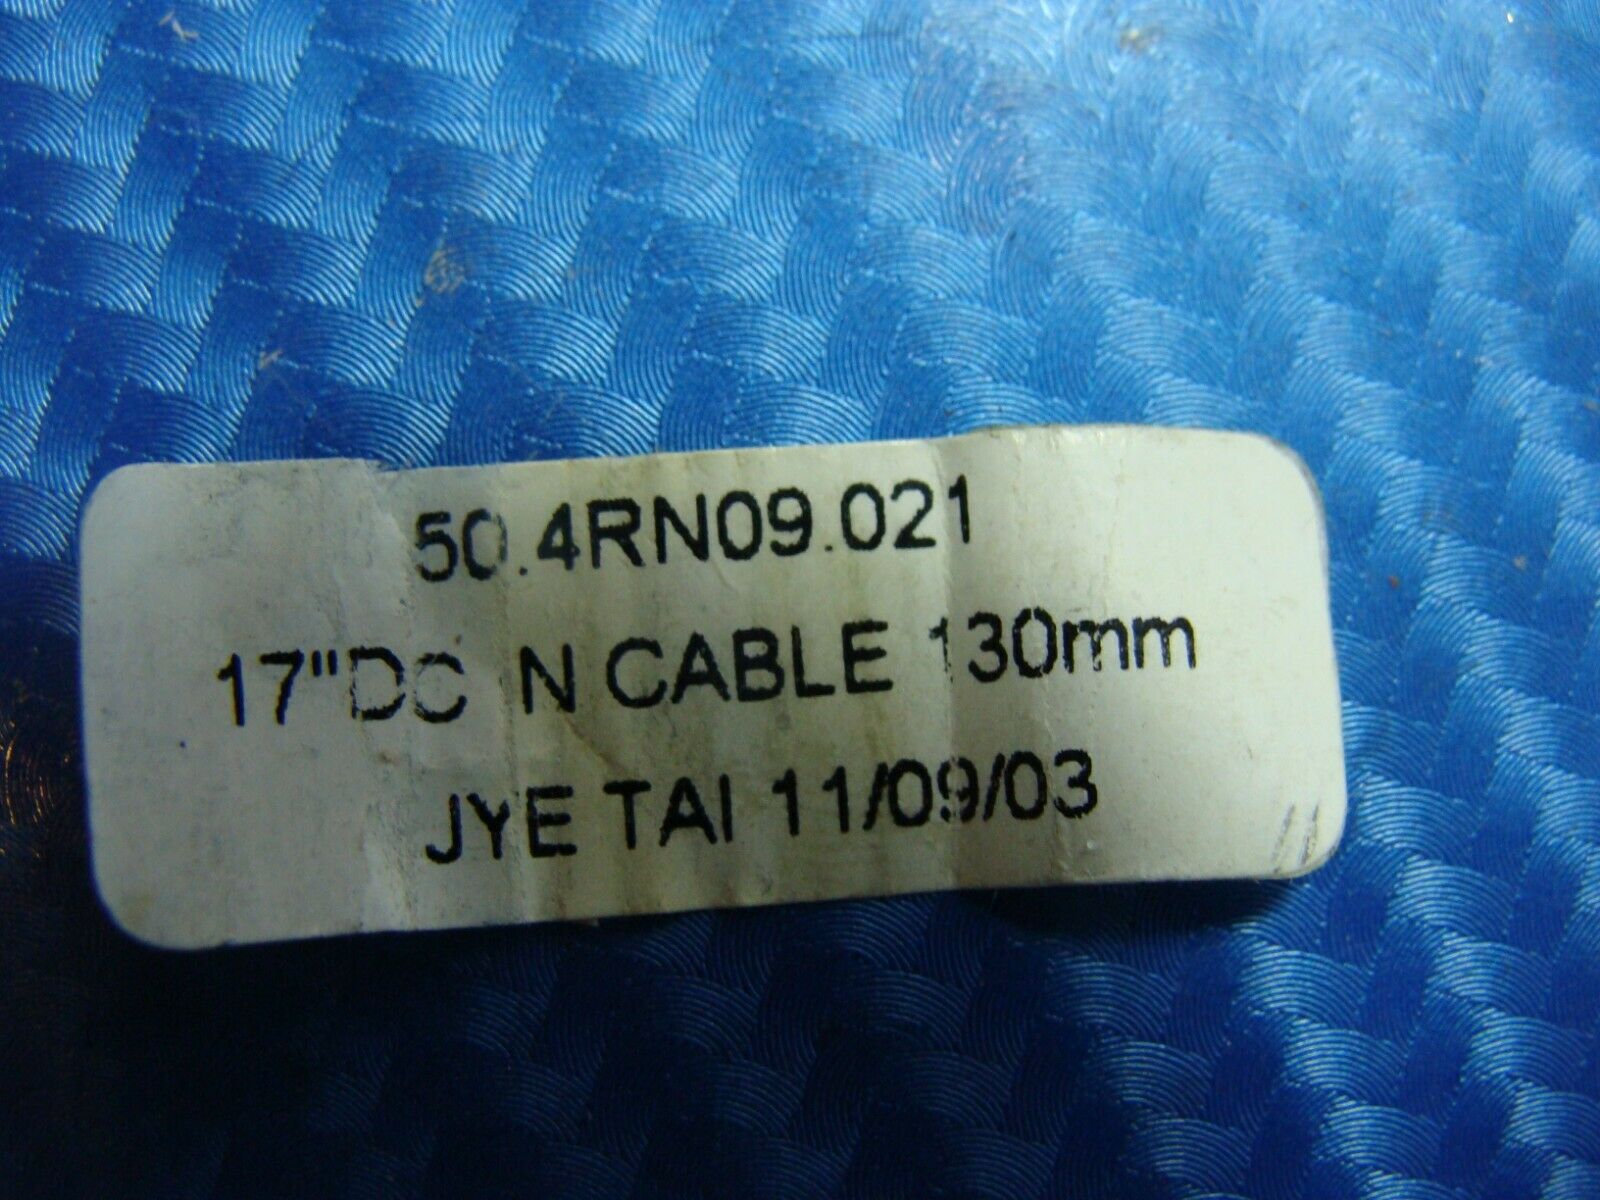 50.4RN09.021
17"DC N CABLE 130mm
JYE TAI 11/09/03